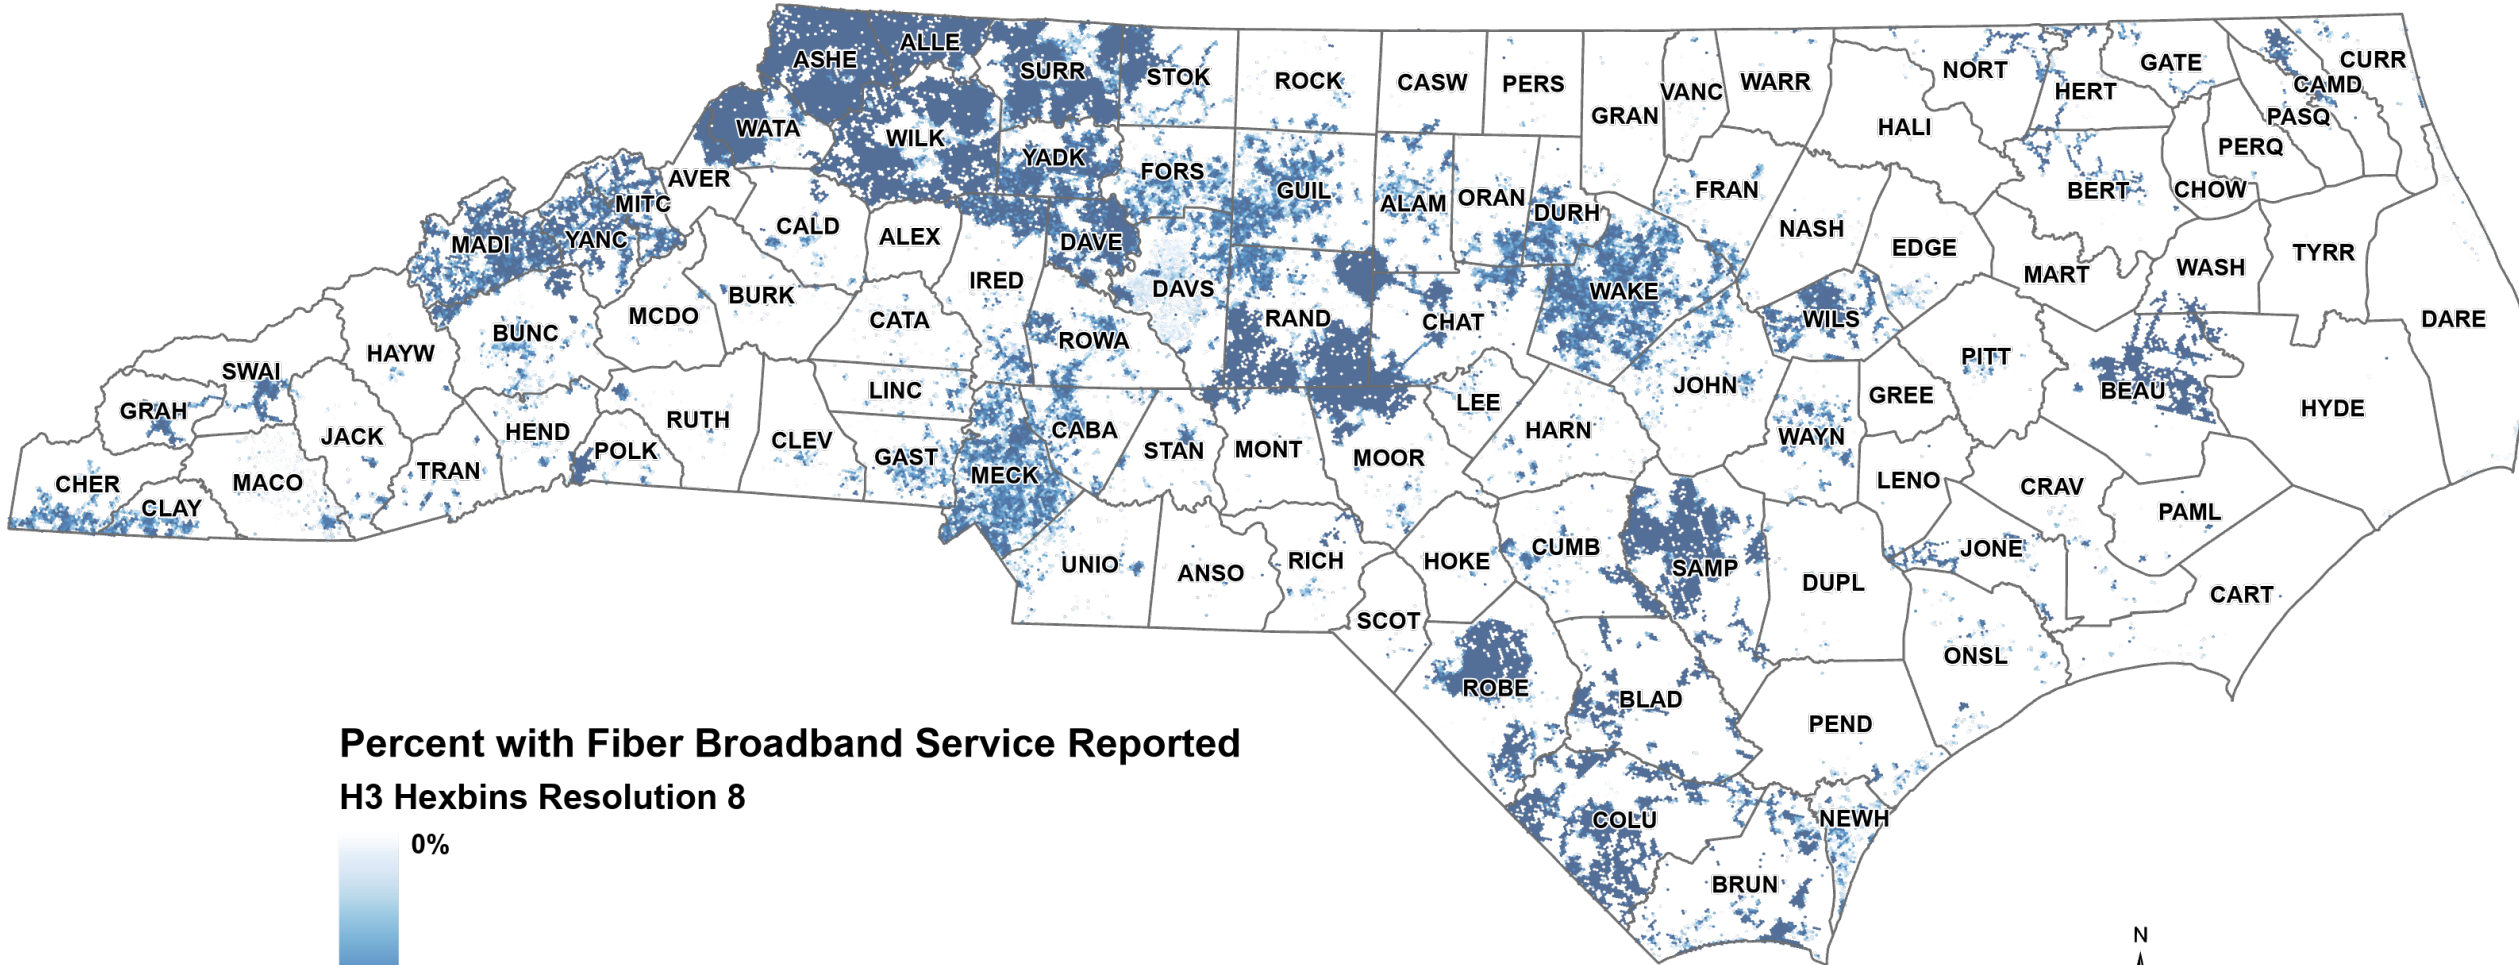 ASHE
ALLE
SURR
STOK
ROCK
CASW
PERS
GRAN
VANC
WARR
HALI
NORT
HERT
GATE
CURR
CAMD
PASQ
PERQ
CHOW
BERT
WATA
WILK
YADK
FORS
GUIL
ALAM
ORAN
DURH
FRAN
NASH
EDGE
MART
WASH
TYRR
DARE
AVER
MITC
YANC
MADI
CALD
ALEX
IRED
DAVE
DAVS
RAND
CHAT
WAKE
WILS
PITT
BEAU
HYDE
BUNC
MCDO
BURK
CATA
ROWA
HAYW
SWAI
GRAH
JACK
HEND
RUTH
POLK
CLEV
LINC
GAST
MECK
CABA
STAN
MONT
MOOR
LEE
HARN
JOHN
WAYN
GREE
LENO
CRAV
PAML
CHER
CLAY
MACO
TRAN
UNIO
ANSO
RICH
SCOT
HOKE
CUMB
SAMP
DUPL
JONE
CART
ONSL
ROBE
BLAD
PEND
COLU
NEWH
BRUN
Percent with Fiber Broadband Service Reported
H3 Hexbins Resolution 8
0%
N